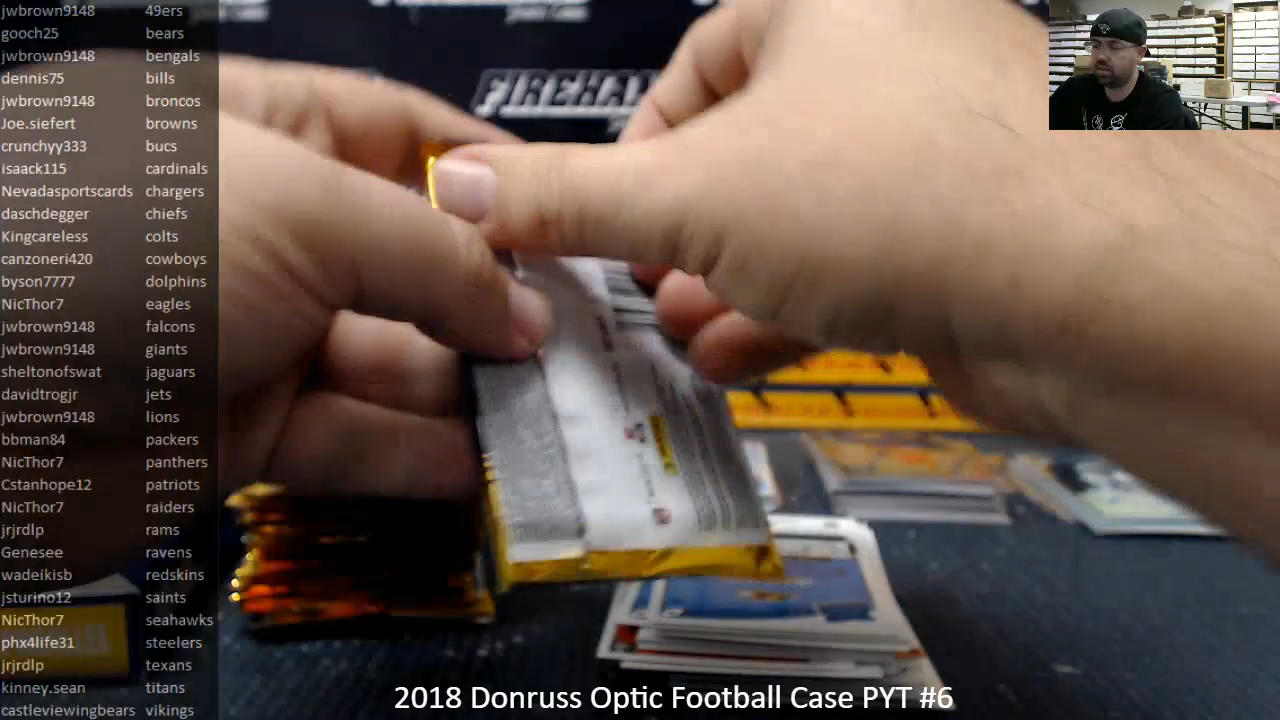 jwbrown9148 49ers
gooch25 bears
jwbrown9148 bengals
dennis75 bills
jwbrown9148 broncos
Joe.siefert browns
crunchyy333 bucs
isaack115 cardinals
Nevadasportscards chargers
daschdegger chiefs
Kingcareless colts
canzoneri420 cowboys
byson7777 dolphins
NicThor7 eagles
jwbrown9148 falcons
jwbrown9148 giants
sheltonofswat jaguars
davidtrogjr jets
jwbrown9148 lions
bbman84 packers
NicThor7 panthers
Cstanhope12 patriots
NicThor7 raiders
jrjrdlp rams
Genesee ravens
wadeikisb redskins
jsturino12 saints
NicThor7 seahawks
phx4life31 steelers
jrjrdlp texans
kinney.sean titans
castleviewingbears vikings
2018 Donruss Optic Football Case PYT #6